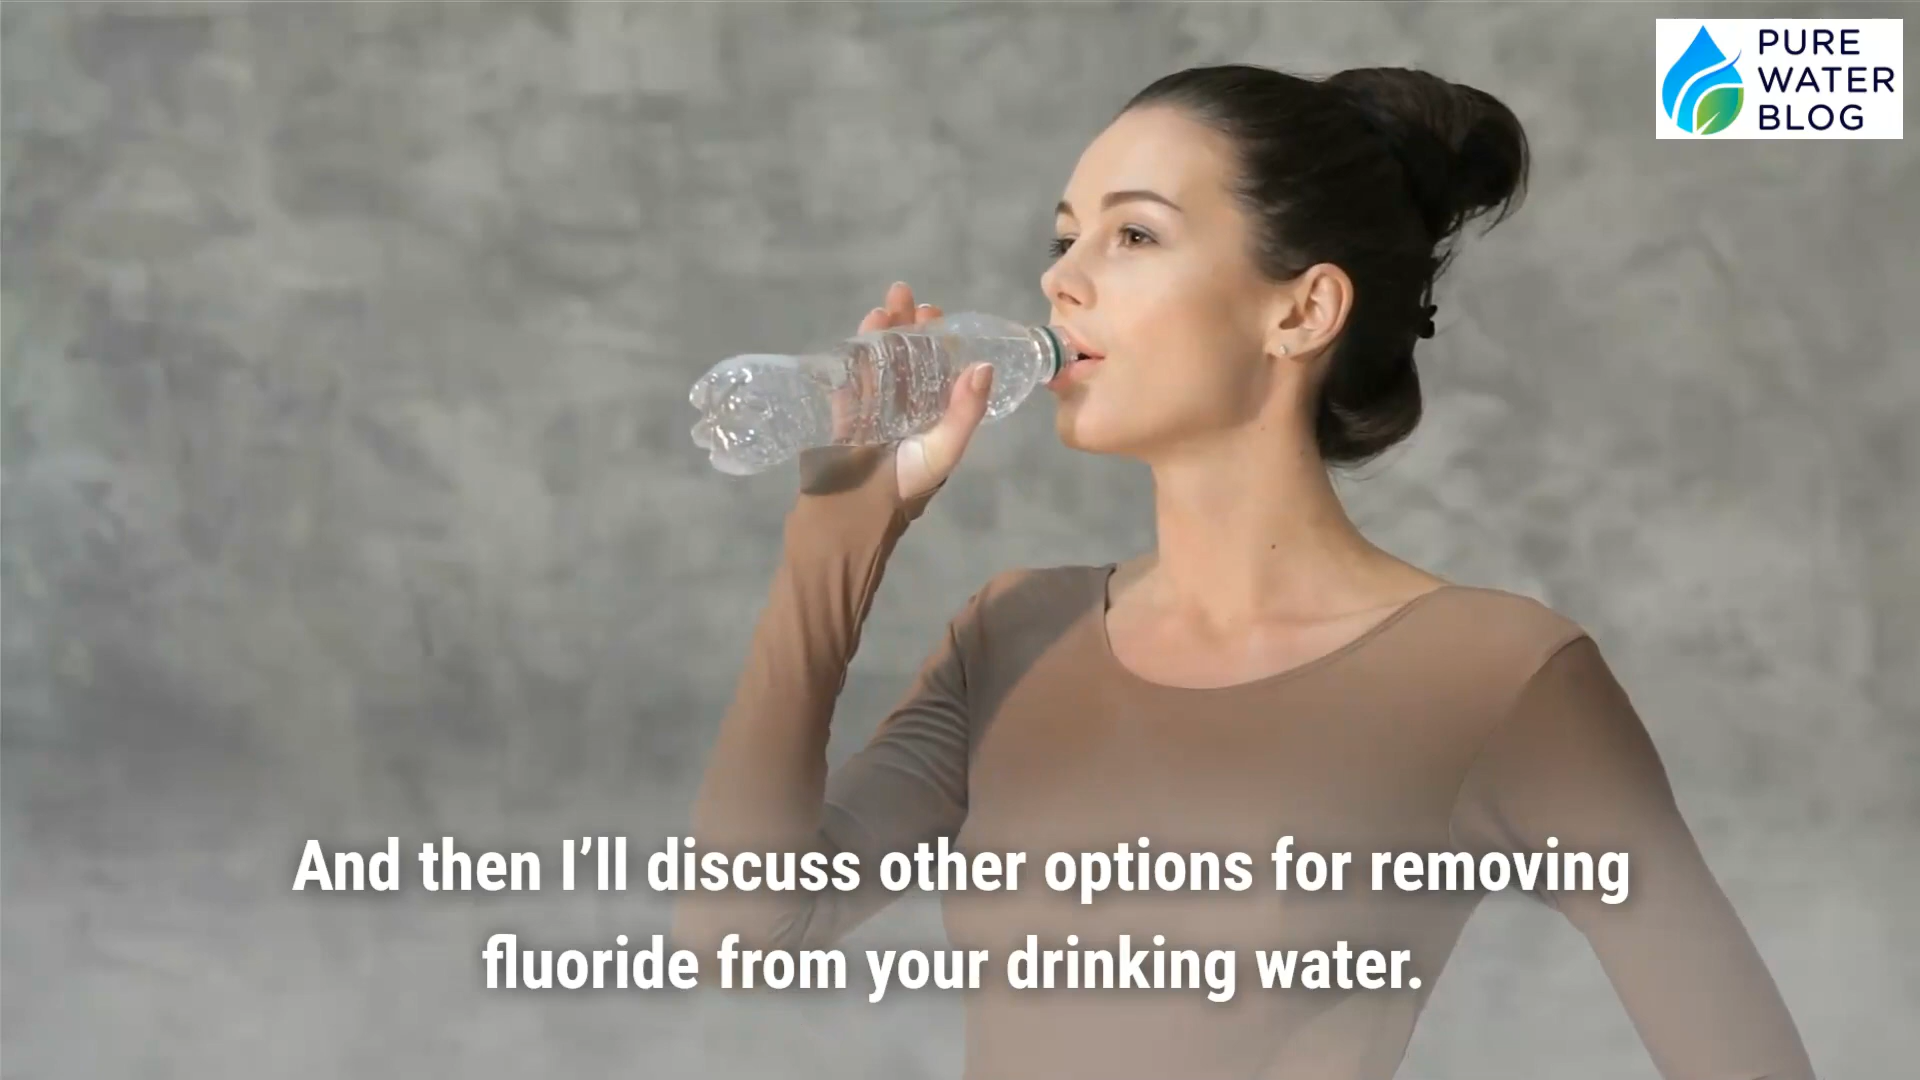 PURE
WATER
BLOG
And then I’ll discuss other options for removing
fluoride from your drinking water.